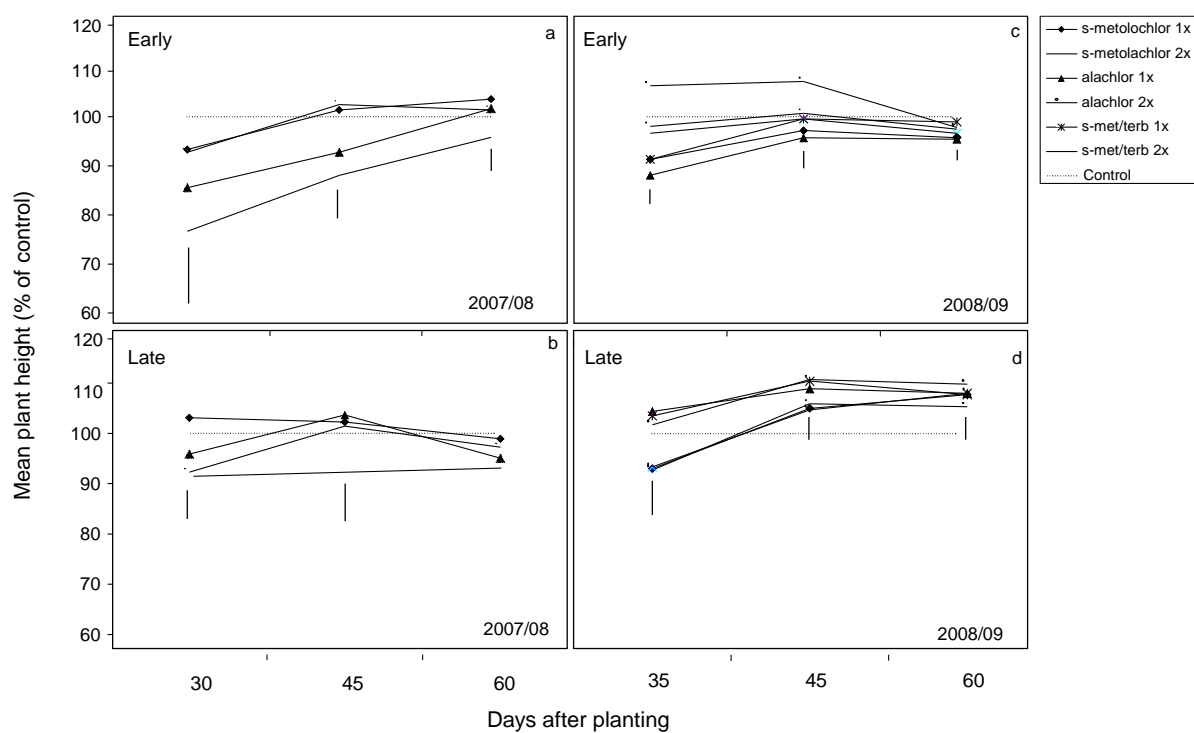 Mean plant height (% of control)
120
110
100
90
80
70
60
120
110
100
90
80
70
60
Early
a
2007/08
Early
c
2008/09
Late
b
2007/08
Late
d
2008/09
30
45
60
35
45
60
Days after planting
s-metolochlor 1x
s-metolachlor 2x
alachlor 1x
alachlor 2x
s-met/terb 1x
s-met/terb 2x
Control